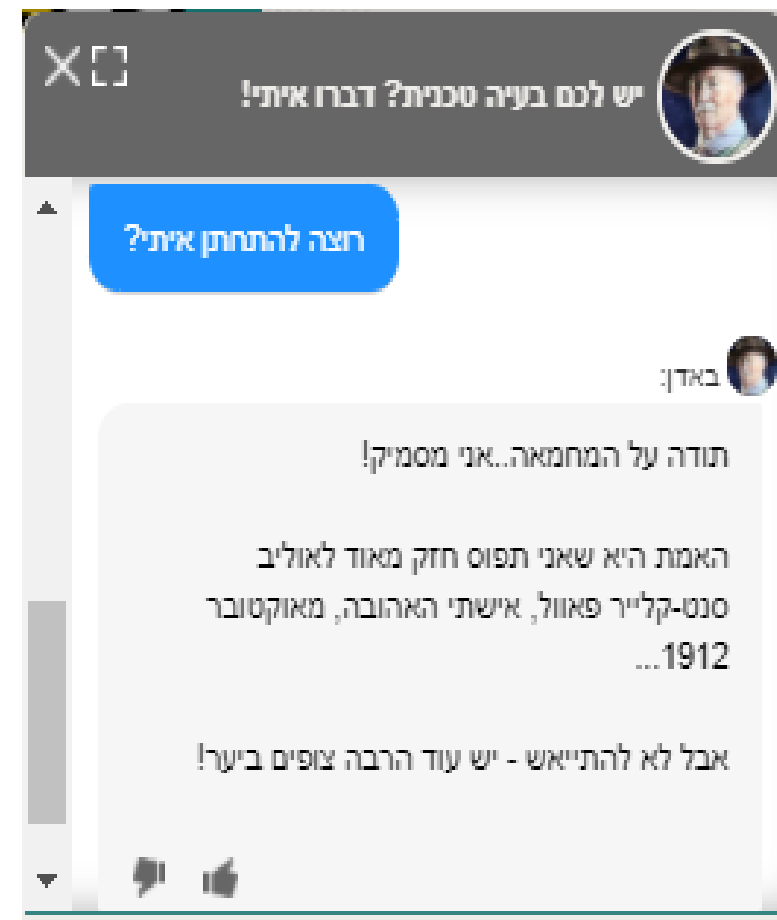 יש לכם בעיה טכנית? דברו איתי!
רוצה להתחתן איתי?
באדן:
תודה על המחמאה..אני מסמיק!
האמת היא שאני תפוס חזק מאוד לאוליב
סנט-קלייר פאוול, אישתי האהובה, מאוקטובר
1912...
אבל לא להתייאש - יש עוד הרבה צופים ביער!